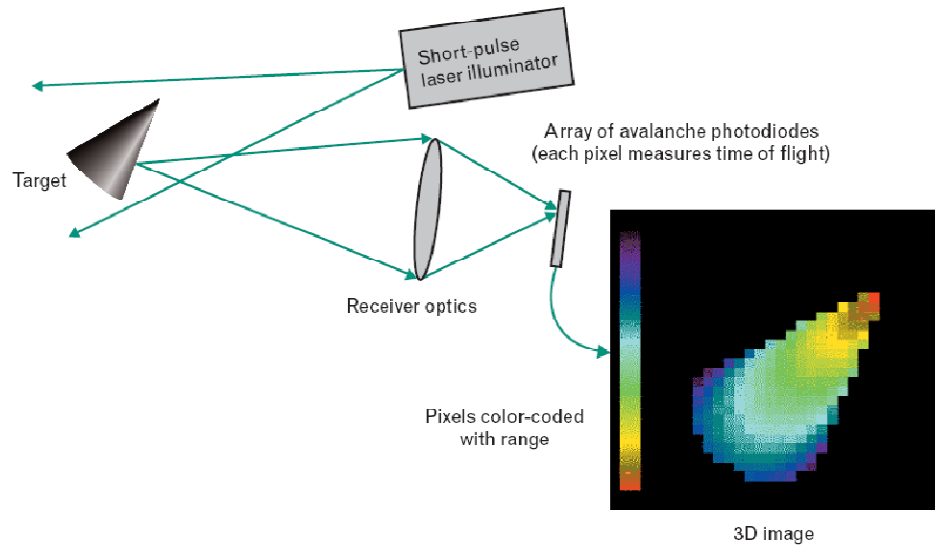 Short-pulse
laser illuminator
Array of avalanche photodiodes
(each pixel measures time of flight)
Target
Receiver optics
Pixels color-coded
with range
3D image